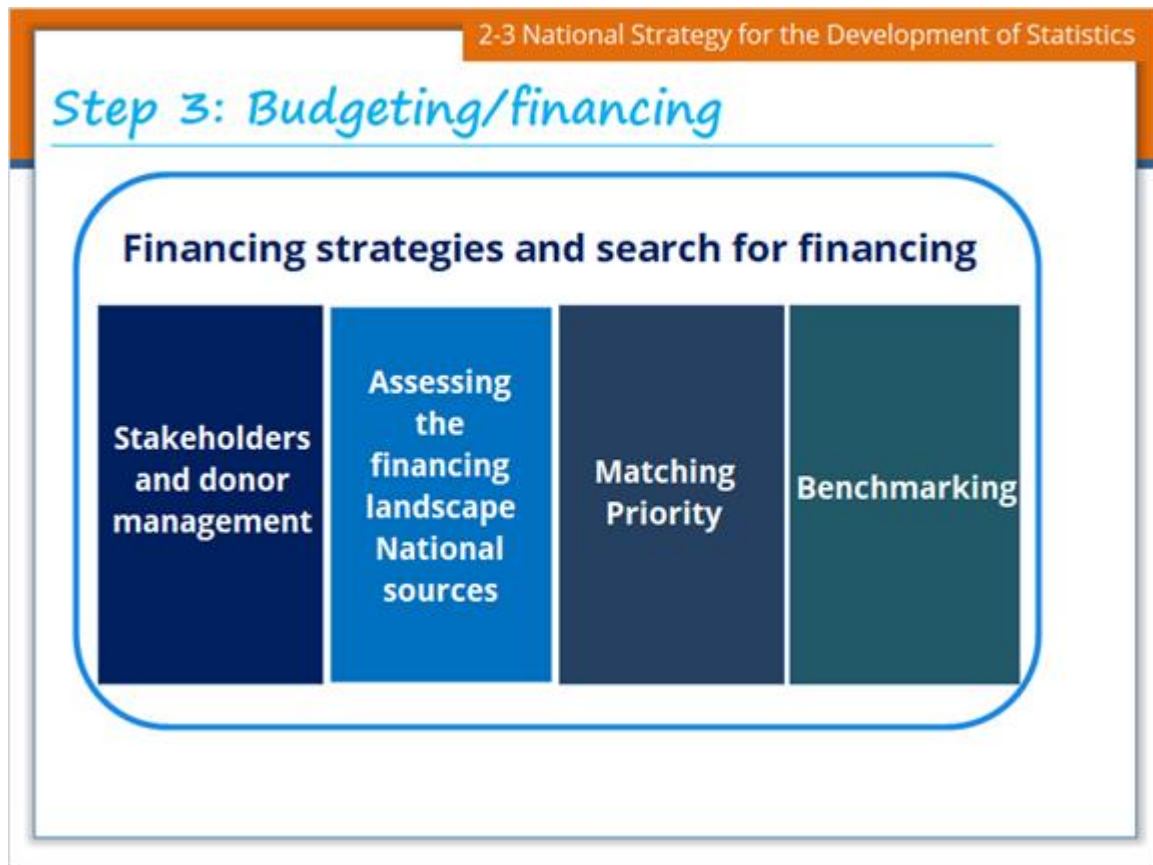 2-3 National Strategy for the Development of Statistics
Step 3: Budgeting/financing
Financing strategies and search for financing
Stakeholders
and donor
management
Assessing
the
financing
landscape
National
sources
Matching
Priority
Benchmarking